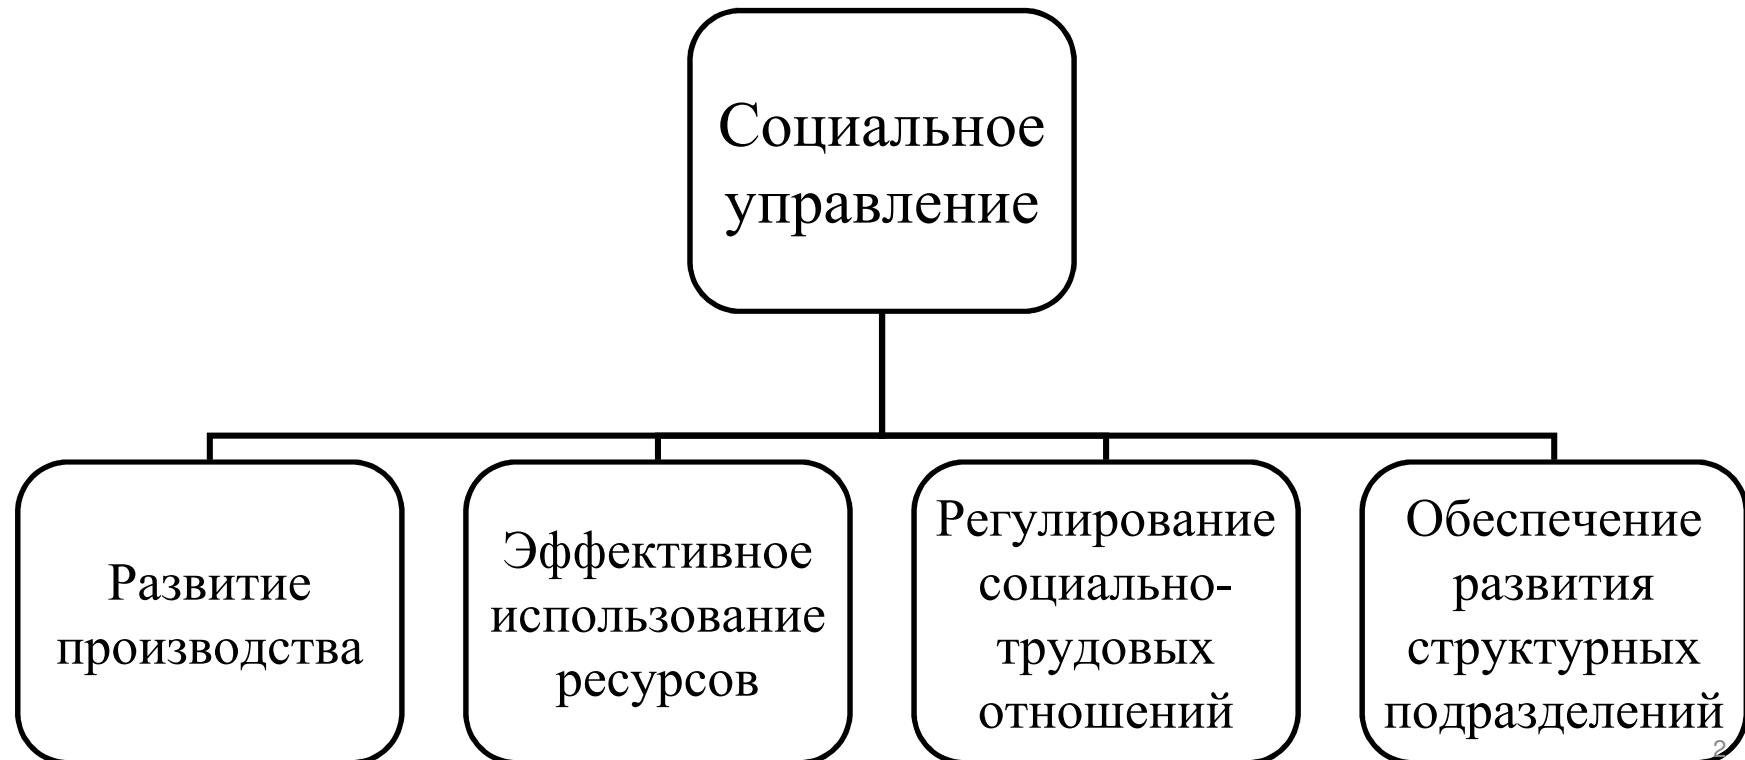 Социальное
управление
Развитие
производства
Эффективное
использование
ресурсов
Регулирование
социально-
трудовых
отношений
Обеспечение
развития
структурных
подразделений
2